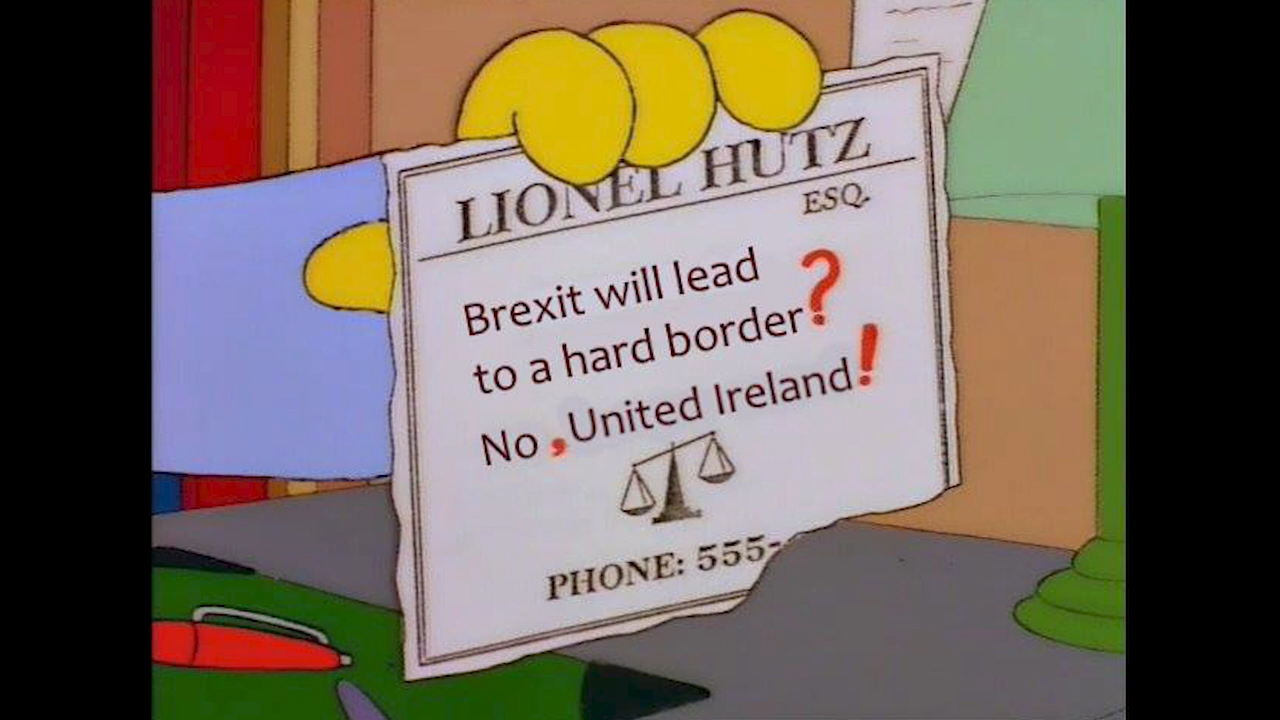 LIONEL HUTZ
ESQ.
Brexit will lead
to a hard border?
No, United Ireland!
PHONE: 555-